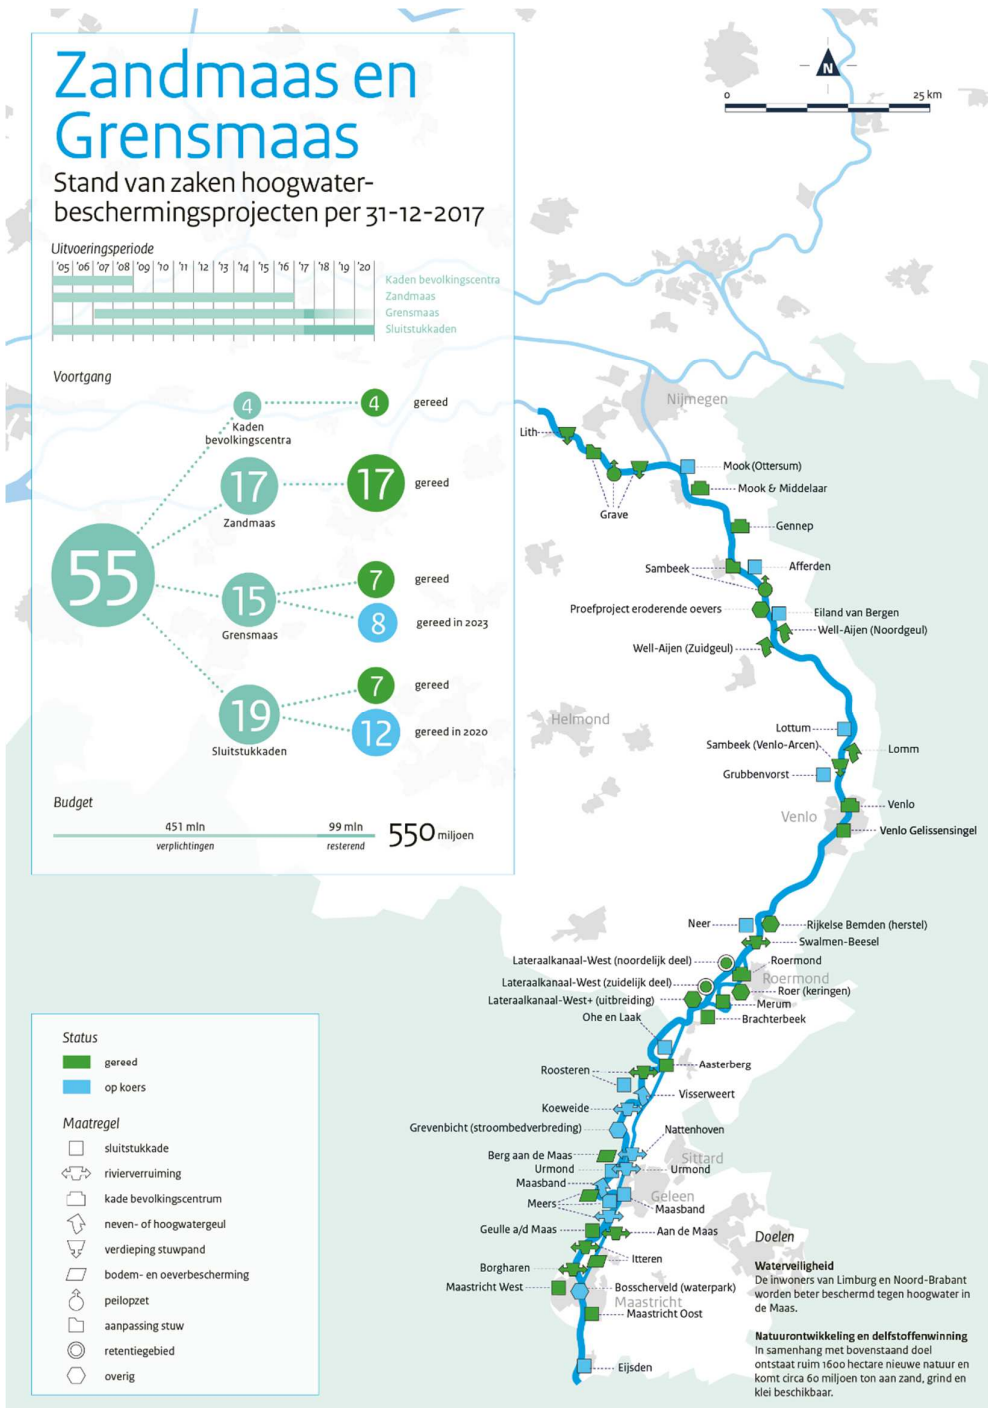 Zandmaas en
Grensmaas
Stand van zaken hoogwater-
beschermingsprojecten per 31-12-2017
Uitvoeringsperiode
'05 '06 '07 '08 '09 '10 '11 '12 '13 '14 '15 '16 '17 '18 '19 '20
Kaden bevolkingscentra
Zandmaas
Grensmaas
Sluitstukkaden
Voortgang
55
4
Kaden
bevolkingscentra
4
gereed
17
Zandmaas
17
gereed
15
Grensmaas
7
gereed
8
gereed in 2023
19
Sluitstukkaden
7
gereed
12
gereed in 2020
Budget
451 mln
verplichtingen
99 mln
resterend
550 miljoen
N
0
25 km
Nijmegen
Lith
Mook (Ottersum)
Mook & Middelaar
Grave
Gennep
Sambeek
Afferden
Proefproject eroderende oevers
Eiland van Bergen
Well-Aijen (Noordgeul)
Well-Aijen (Zuidgeul)
Helmond
Lottum
Sambeek (Venlo-Arcen)
Lomm
Grubbenvorst
Venlo
Venlo
Venlo Gelissensingel
Neer
Rijkelse Bemden (herstel)
Swalmen-Beesel
Lateraalkanaal-West (noordelijk deel)
Roermond
Roermond
Lateraalkanaal-West (zuidelijk deel)
Roer (keringen)
Lateraalkanaal-West+ (uitbreiding)
Merum
Ohe en Laak
Brachterbeek
Aasterberg
Roosteren
Visserweert
Koeweide
Grevenbicht (stroombedverbreding)
Nattenhoven
Berg aan de Maas
Sittard
Urmond
Urmond
Maasband
Geleen
Meers
Maasband
Geulle a/d Maas
Aan de Maas
Itteren
Borgharen
Maastricht West
Bosscherveld (waterpark)
Maastricht
Maastricht Oost
Eijsden
Status
gereed
op koers
Maatregel
sluitstukkade
rivierverruiming
kade bevolkingscentrum
neven- of hoogwatergeul
verdieping stuwpand
bodem- en oeverbescherming
peilopzet
aanpassing stuw
retentiegebied
overig
Doelen
Waterveiligheid
De inwoners van Limburg en Noord-Brabant
worden beter beschermd tegen hoogwater in
de Maas.
Natuurontwikkeling en delfstoffenwinning
In samenhang met bovenstaand doel
ontstaat ruim 1600 hectare nieuwe natuur en
komt circa 60 miljoen ton aan zand, grind en
klei beschikbaar.